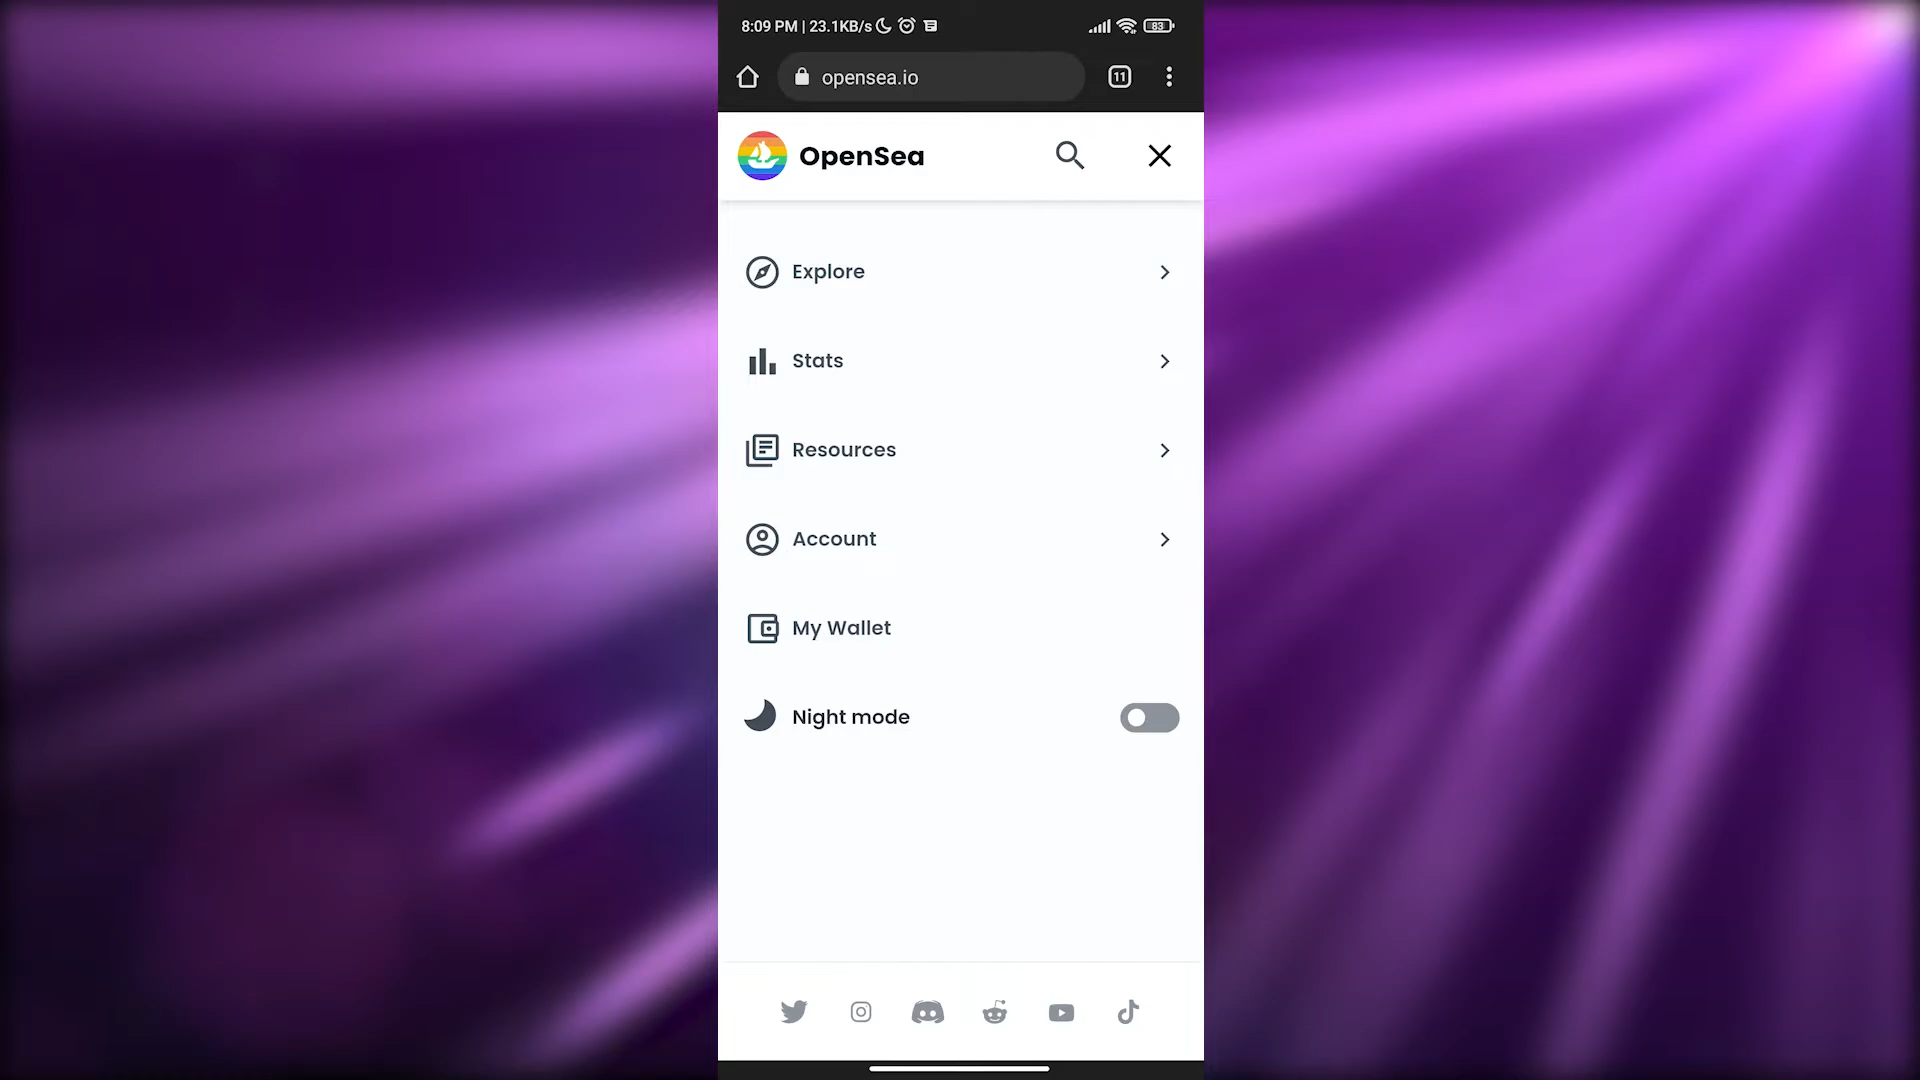 8:09 PM | 23.1KB/s 83
opensea.io 11
OpenSea
Explore
Stats
Resources
Account
My Wallet
Night mode